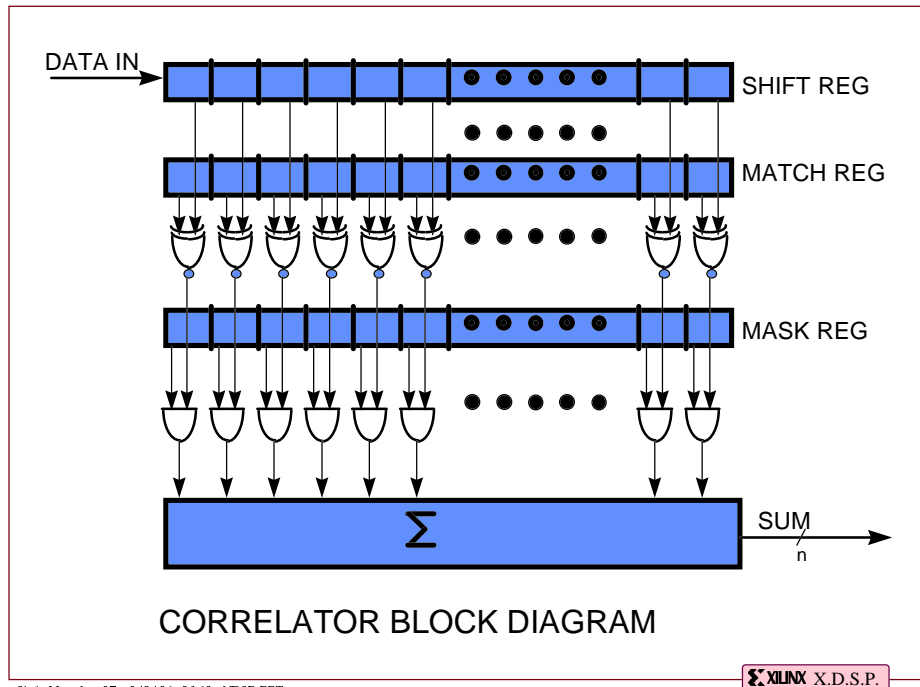 DATA IN
SHIFT REG
MATCH REG
MASK REG
Σ
SUM
n
CORRELATOR BLOCK DIAGRAM
XILINX X.D.S.P.